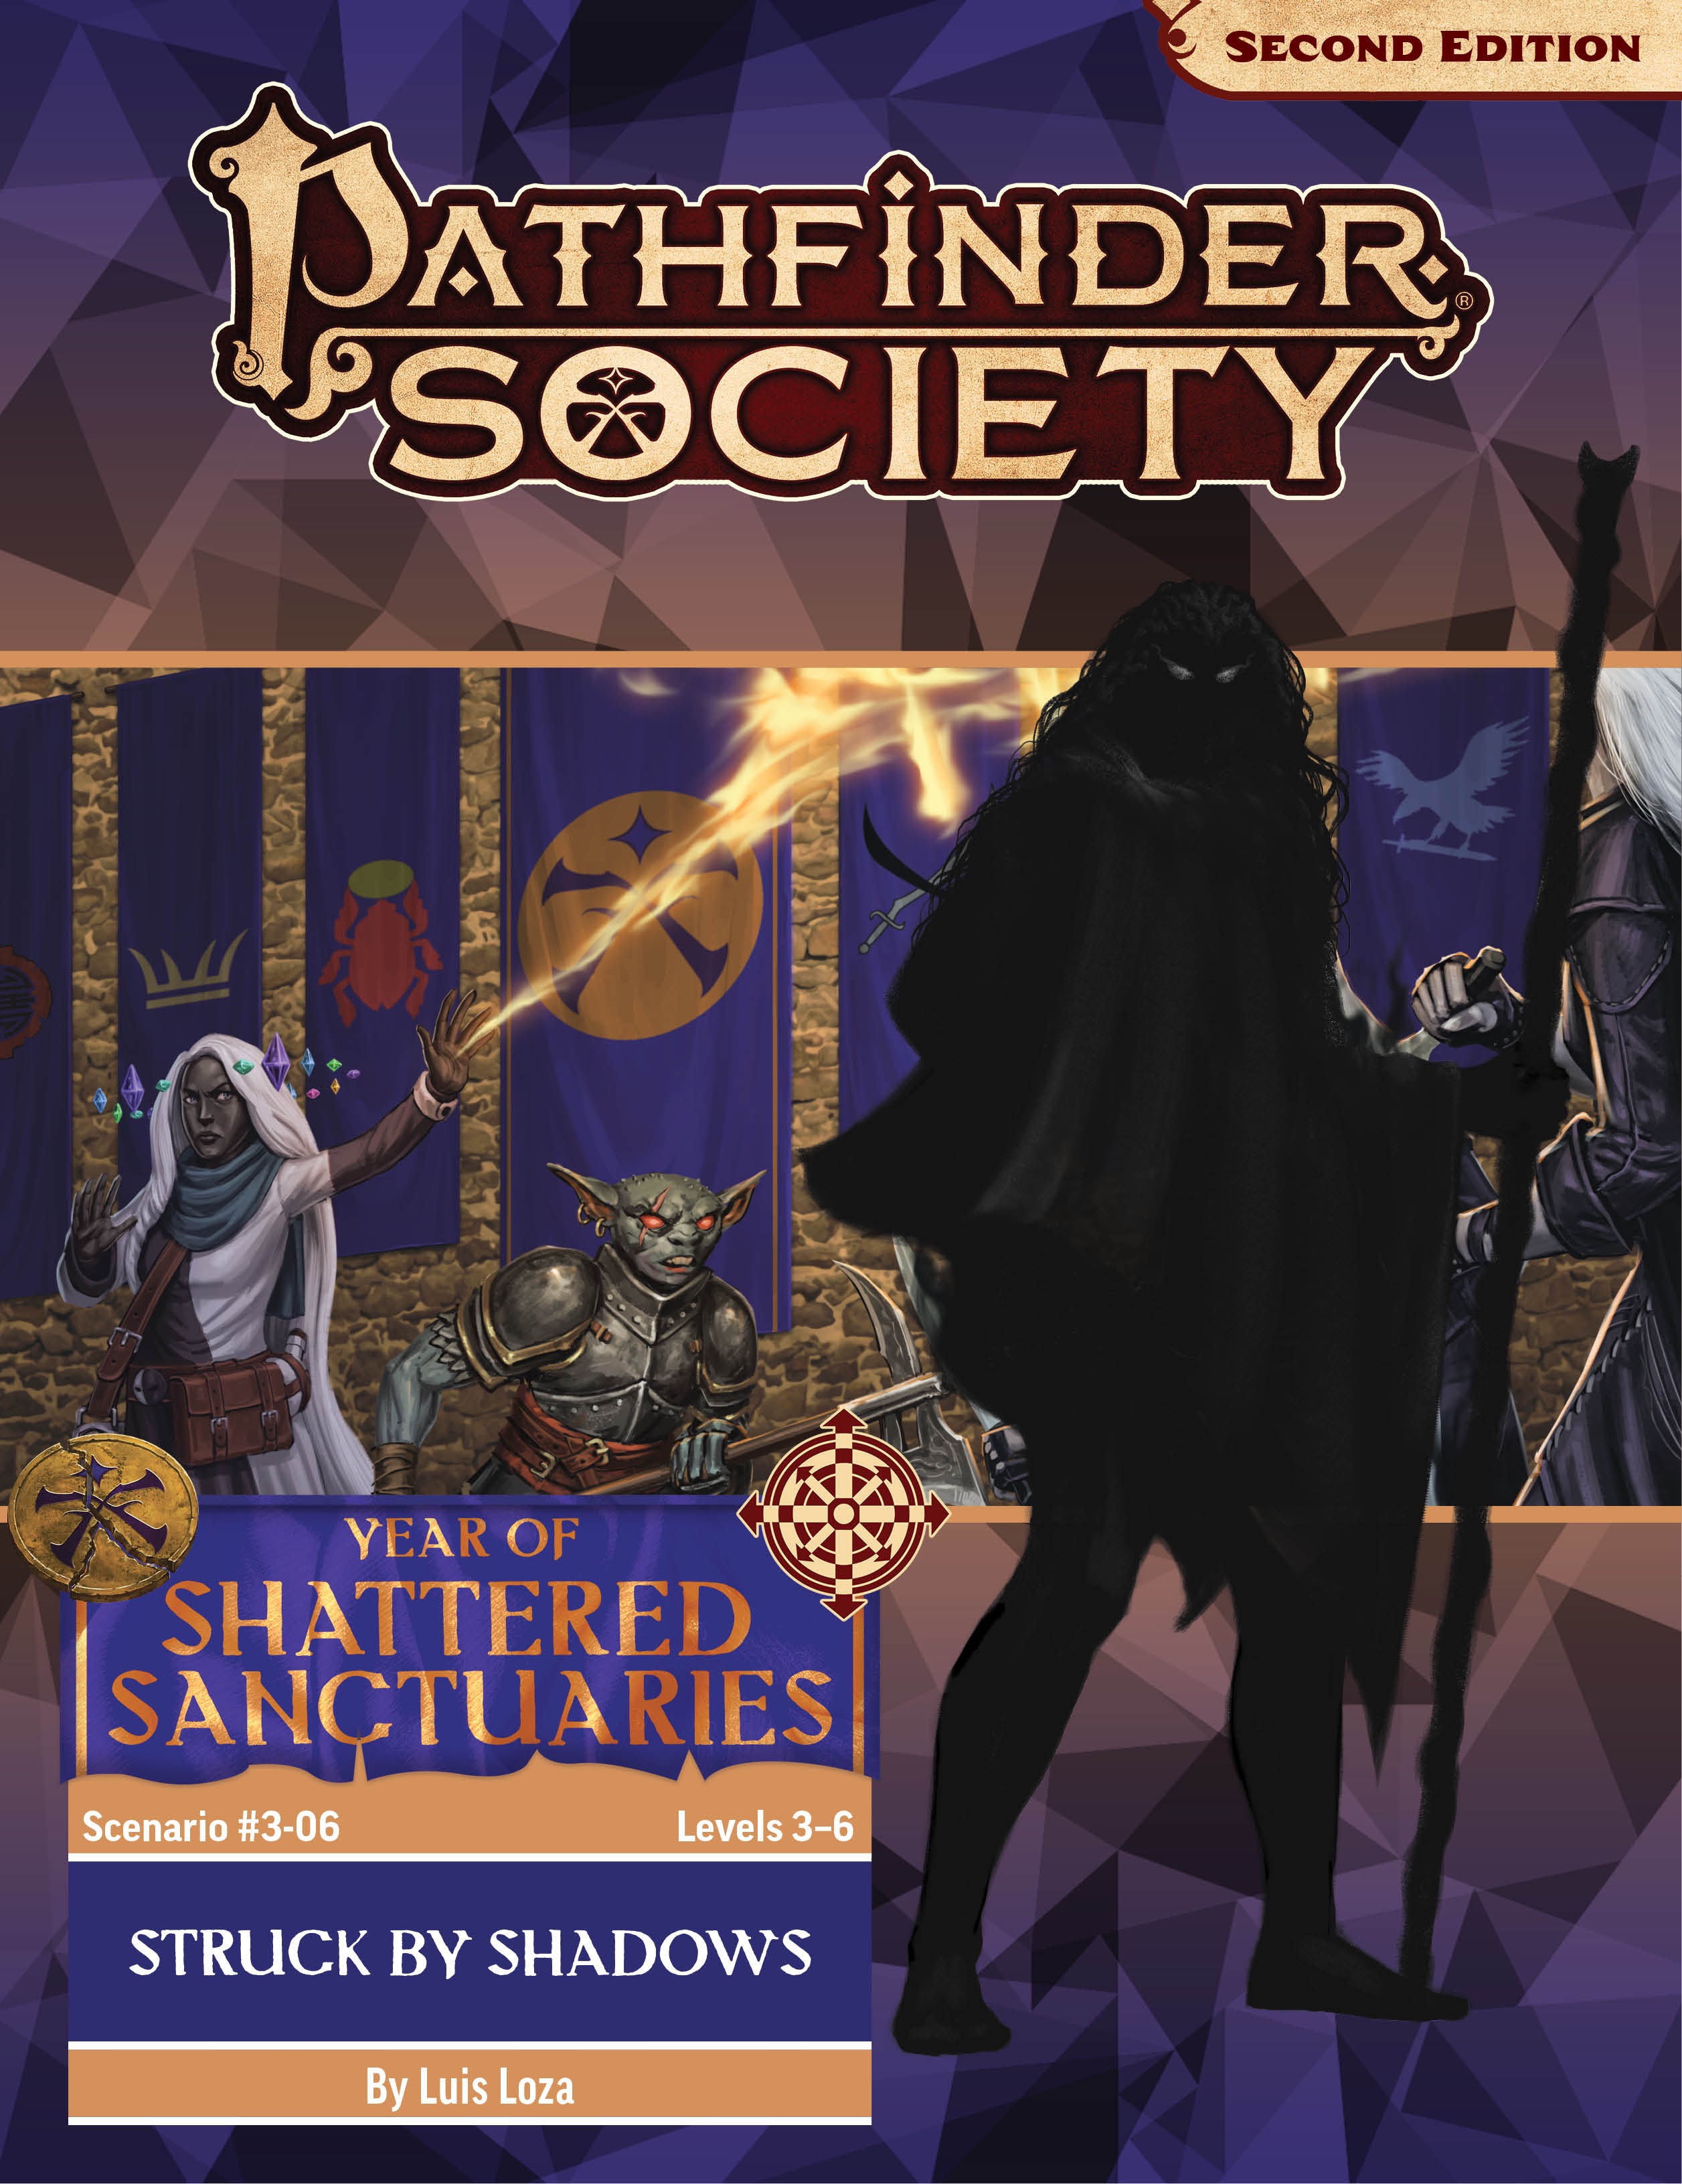 SECOND EDITION
PATHFINDER®
SOCIETY
YEAR OF
SHATTERED
SANCTUARIES
Scenario #3-06 Levels 3–6
STRUCK BY SHADOWS
By Luis Loza